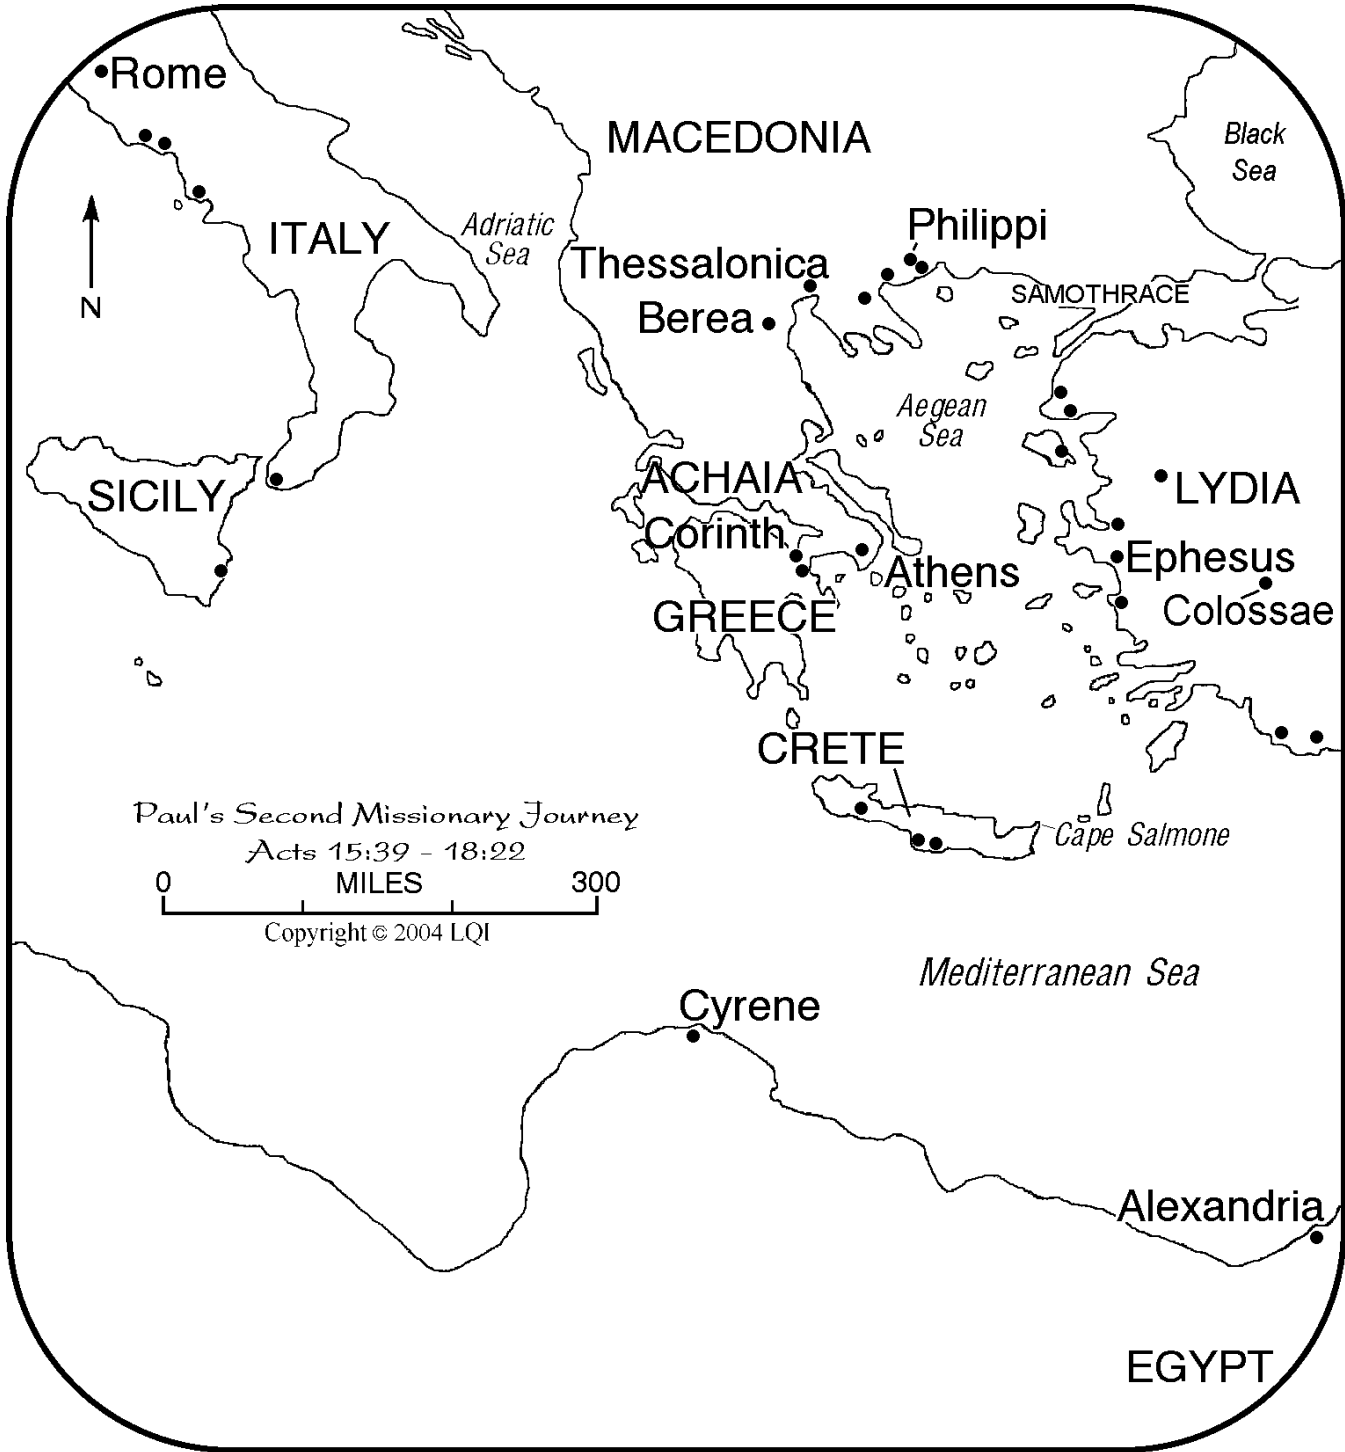 Rome
MACEDONIA
Black
Sea
ITALY
Adriatic
Sea
Philippi
Thessalonica
SAMOTHRACE
N
Berea
Aegean
Sea
ACHAIA
SICILY
LYDIA
Corinth
Ephesus
Athens
Colossae
GREECE
CRETE
Paul's Second Missionary Journey
Acts 15:39 - 18:22
Cape Salmone
0 MILES 300
Copyright © 2004 LQI
Mediterranean Sea
Cyrene
Alexandria
EGYPT